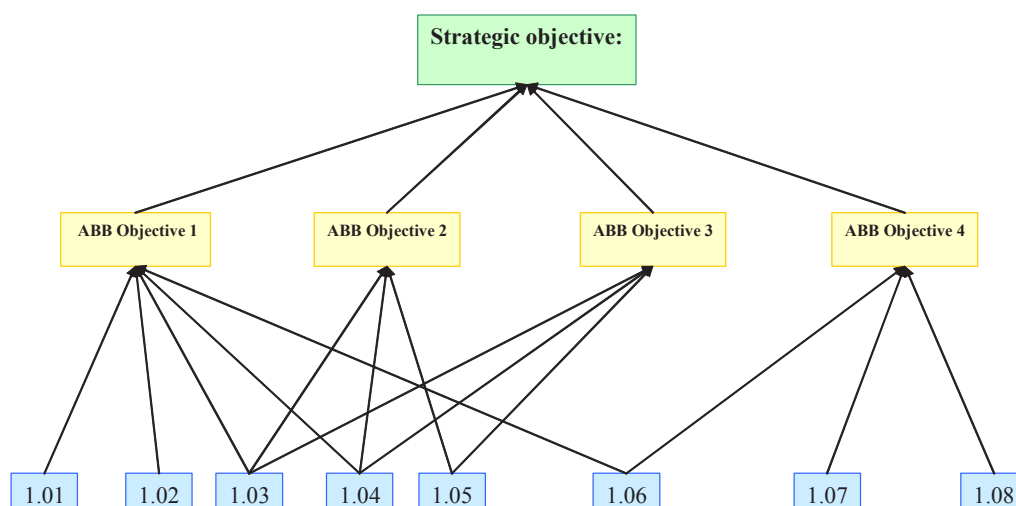 Strategic objective:
ABB Objective 1
ABB Objective 2
ABB Objective 3
ABB Objective 4
1.01
1.02
1.03
1.04
1.05
1.06
1.07
1.08